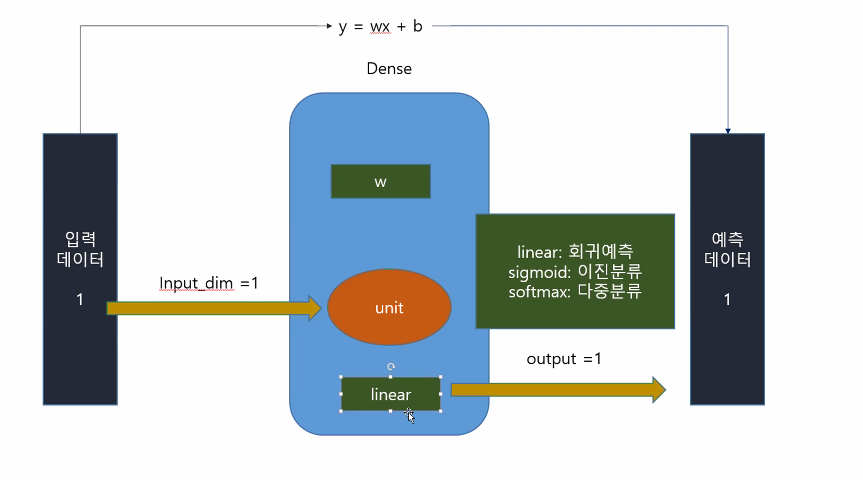 y = wx + b
Dense
w
입력
데이터
1
Input_dim =1
unit
linear
linear: 회귀예측
sigmoid: 이진분류
softmax: 다중분류
output =1
예측
데이터
1